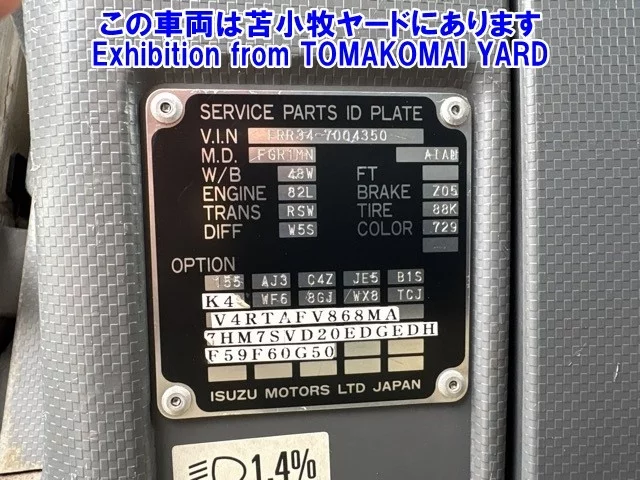 この車両は苫小牧ヤードにあります
Exhibition from TOMAKOMAI YARD
SERVICE PARTS ID PLATE
V.I.N FRR34-7004350
M.D. FGR1MN
W/B 48W FT
ENGINE 82L BRAKE Z05
TRANS RSW TIRE 88K
DIFF W5S COLOR 729
OPTION
155 AJ3 C4Z JE5 B1S
K4 WF6 8GJ WX8 TCJ
V4RTAFV868MA
7HM7SVD20EDGEDH
F59F60G50
ISUZU MOTORS LTD JAPAN
1.4%